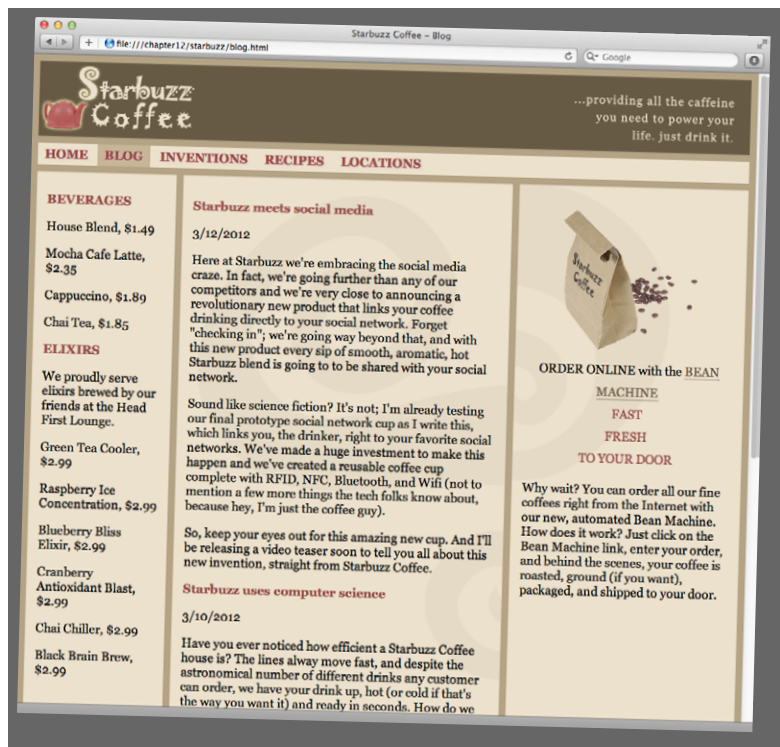 Starbuzz Coffee – Blog
file:///chapter12/starbuzz/blog.html
Google
Starbuzz
Coffee
...providing all the caffeine
you need to power your
life. just drink it.
HOME BLOG INVENTIONS RECIPES LOCATIONS
BEVERAGES
House Blend, $1.49
Mocha Cafe Latte,
$2.35
Cappuccino, $1.89
Chai Tea, $1.85
ELIXIRS
We proudly serve
elixirs brewed by our
friends at the Head
First Lounge.
Green Tea Cooler,
$2.99
Raspberry Ice
Concentration, $2.99
Blueberry Bliss
Elixir, $2.99
Cranberry
Antioxidant Blast,
$2.99
Chai Chiller, $2.99
Black Brain Brew,
$2.99
Starbuzz meets social media
3/12/2012
Here at Starbuzz we're embracing the social media
craze. In fact, we're going further than any of our
competitors and we're very close to announcing a
revolutionary new product that links your coffee
drinking directly to your social network. Forget
"checking in"; we're going way beyond that, and with
this new product every sip of smooth, aromatic, hot
Starbuzz blend is going to to be shared with your social
network.
Sound like science fiction? It's not; I'm already testing
our final prototype social network cup as I write this,
which links you, the drinker, right to your favorite social
networks. We've made a huge investment to make this
happen and we've created a reusable coffee cup
complete with RFID, NFC, Bluetooth, and Wifi (not to
mention a few more things the tech folks know about,
because hey, I'm just the coffee guy).
So, keep your eyes out for this amazing new cup. And I'll
be releasing a video teaser soon to tell you all about this
new invention, straight from Starbuzz Coffee.
Starbuzz uses computer science
3/10/2012
Have you ever noticed how efficient a Starbuzz Coffee
house is? The lines alway move fast, and despite the
astronomical number of different drinks any customer
can order, we have your drink up, hot (or cold if that's
the way you want it) and ready in seconds. How do we
Starbuzz
Coffee
ORDER ONLINE with the BEAN
MACHINE
FAST
FRESH
TO YOUR DOOR
Why wait? You can order all our fine
coffees right from the Internet with
our new, automated Bean Machine.
How does it work? Just click on the
Bean Machine link, enter your order,
and behind the scenes, your coffee is
roasted, ground (if you want),
packaged, and shipped to your door.